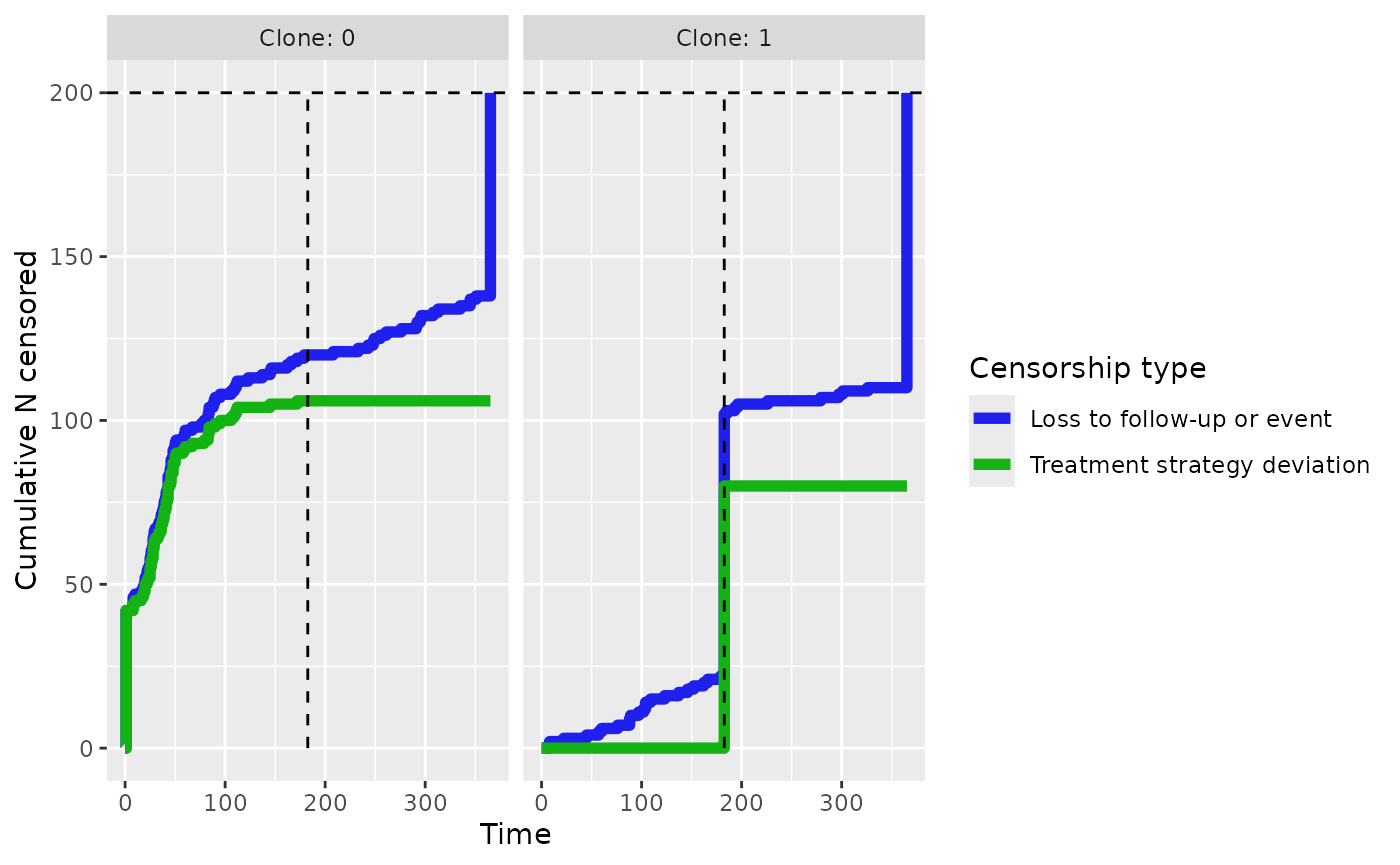 Clone: 0
Clone: 1
Cumulative N censored
200
150
100
50
0
0
100
200
300
0
100
200
300
Time
Censorship type
Loss to follow-up or event
Treatment strategy deviation